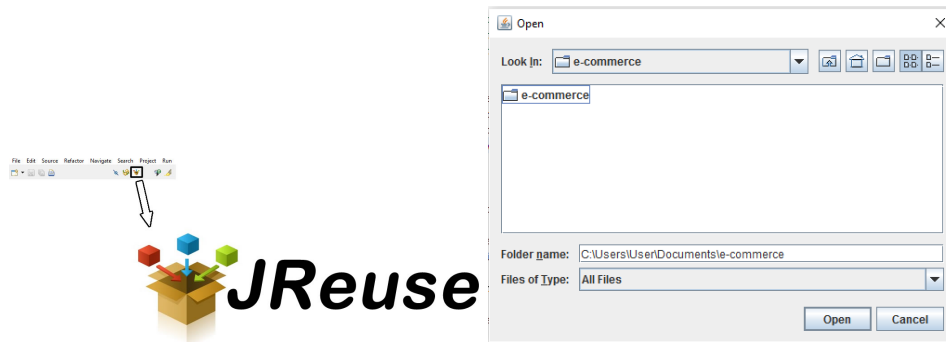 File Edit Source Refactor Navigate Search Project Run
JReuse
Open
Look In: e-commerce
e-commerce
Folder name: C:\Users\User\Documents\e-commerce
Files of Type: All Files
Open Cancel